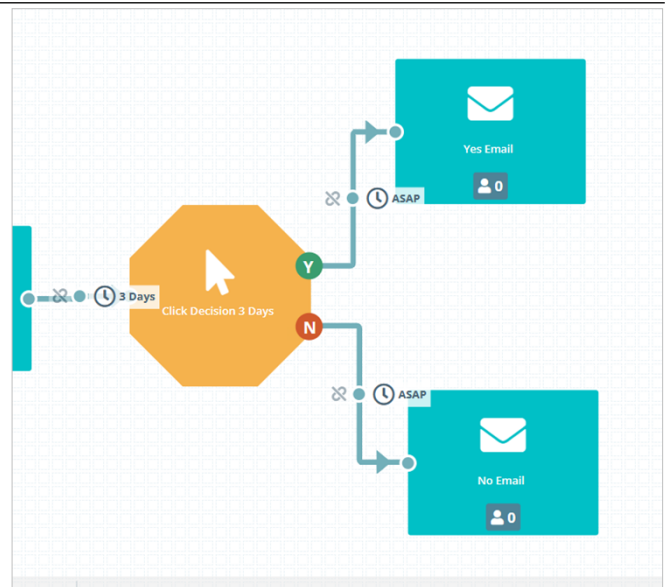 Yes Email
0
ASAP
Y
3 Days
Click Decision 3 Days
N
ASAP
No Email
0